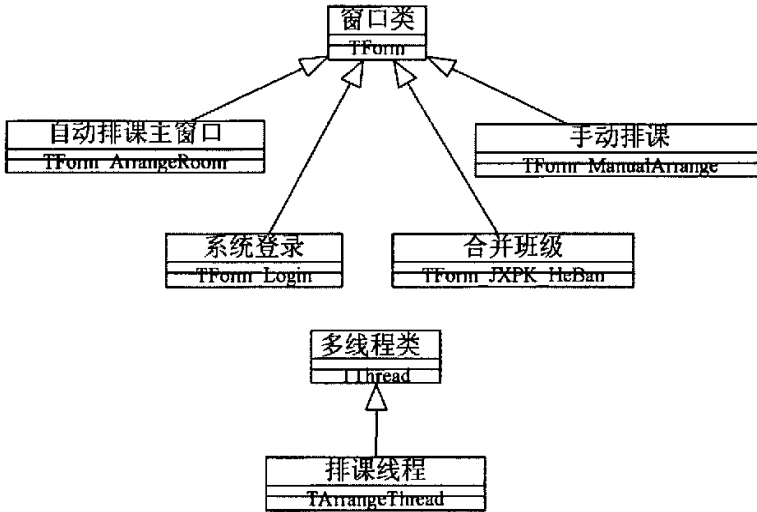 窗口类
TForm
自动排课主窗口
TForm_ArrangeRoom
手动排课
TForm_ManualArrange
系统登录
TForm_Login
合并班级
TForm_JXPK_HeBan
多线程类
TThread
排课线程
TArrangeThread